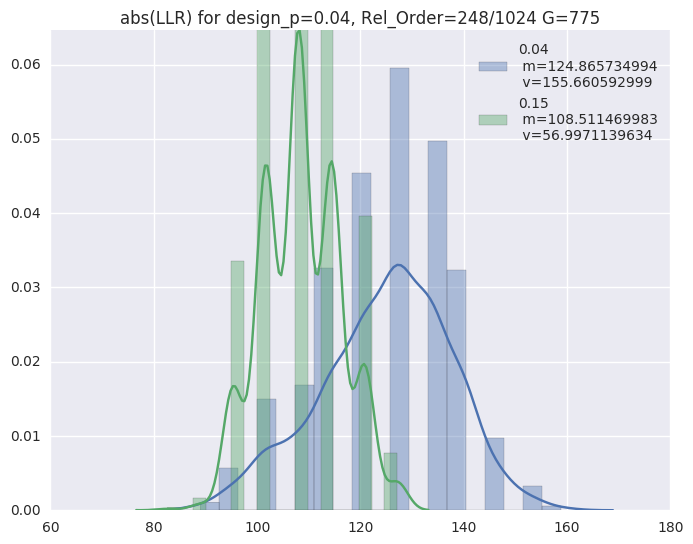 abs(LLR) for design_p=0.04, Rel_Order=248/1024 G=775
0.04
m=124.865734994
v=155.660592999
0.15
m=108.511469983
v=56.9971139634
0.06
0.05
0.04
0.03
0.02
0.01
0.00
60 80 100 120 140 160 180